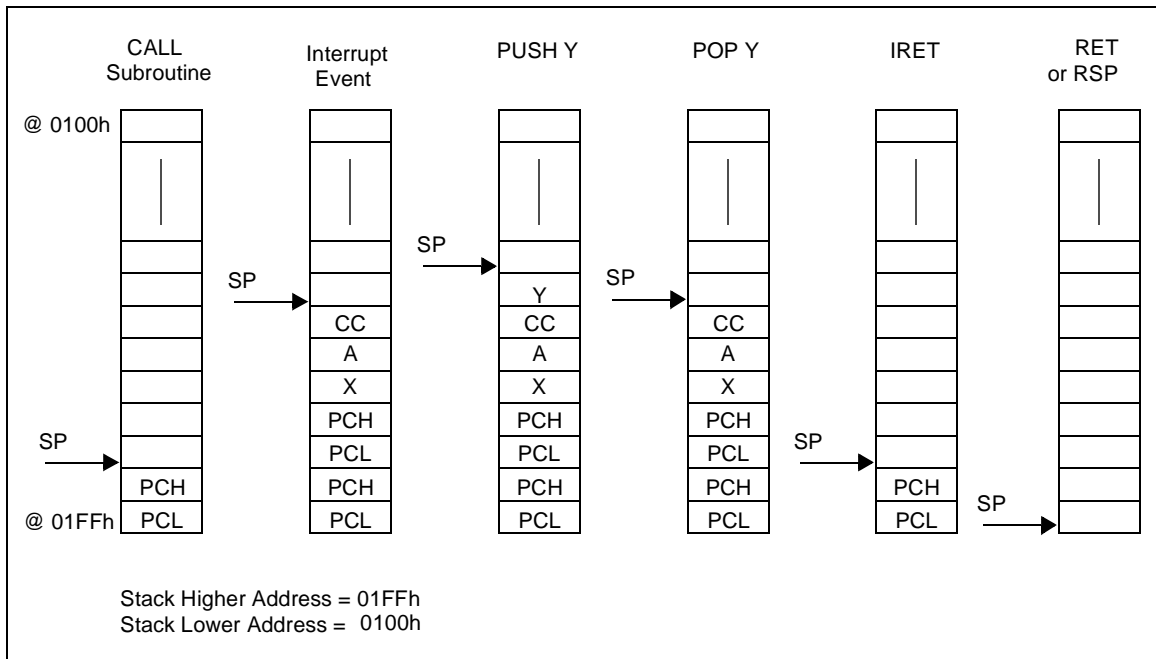 CALL
Subroutine
Interrupt
Event
PUSH Y
POP Y
IRET
RET
or RSP
@ 0100h
SP
PCH
@ 01FFh
PCL
SP
CC
A
X
PCH
PCL
PCH
PCL
SP
Y
CC
A
X
PCH
PCL
PCH
PCL
SP
CC
A
X
PCH
PCL
PCH
PCL
SP
PCH
PCL
SP
Stack Higher Address = 01FFh
Stack Lower Address = 0100h